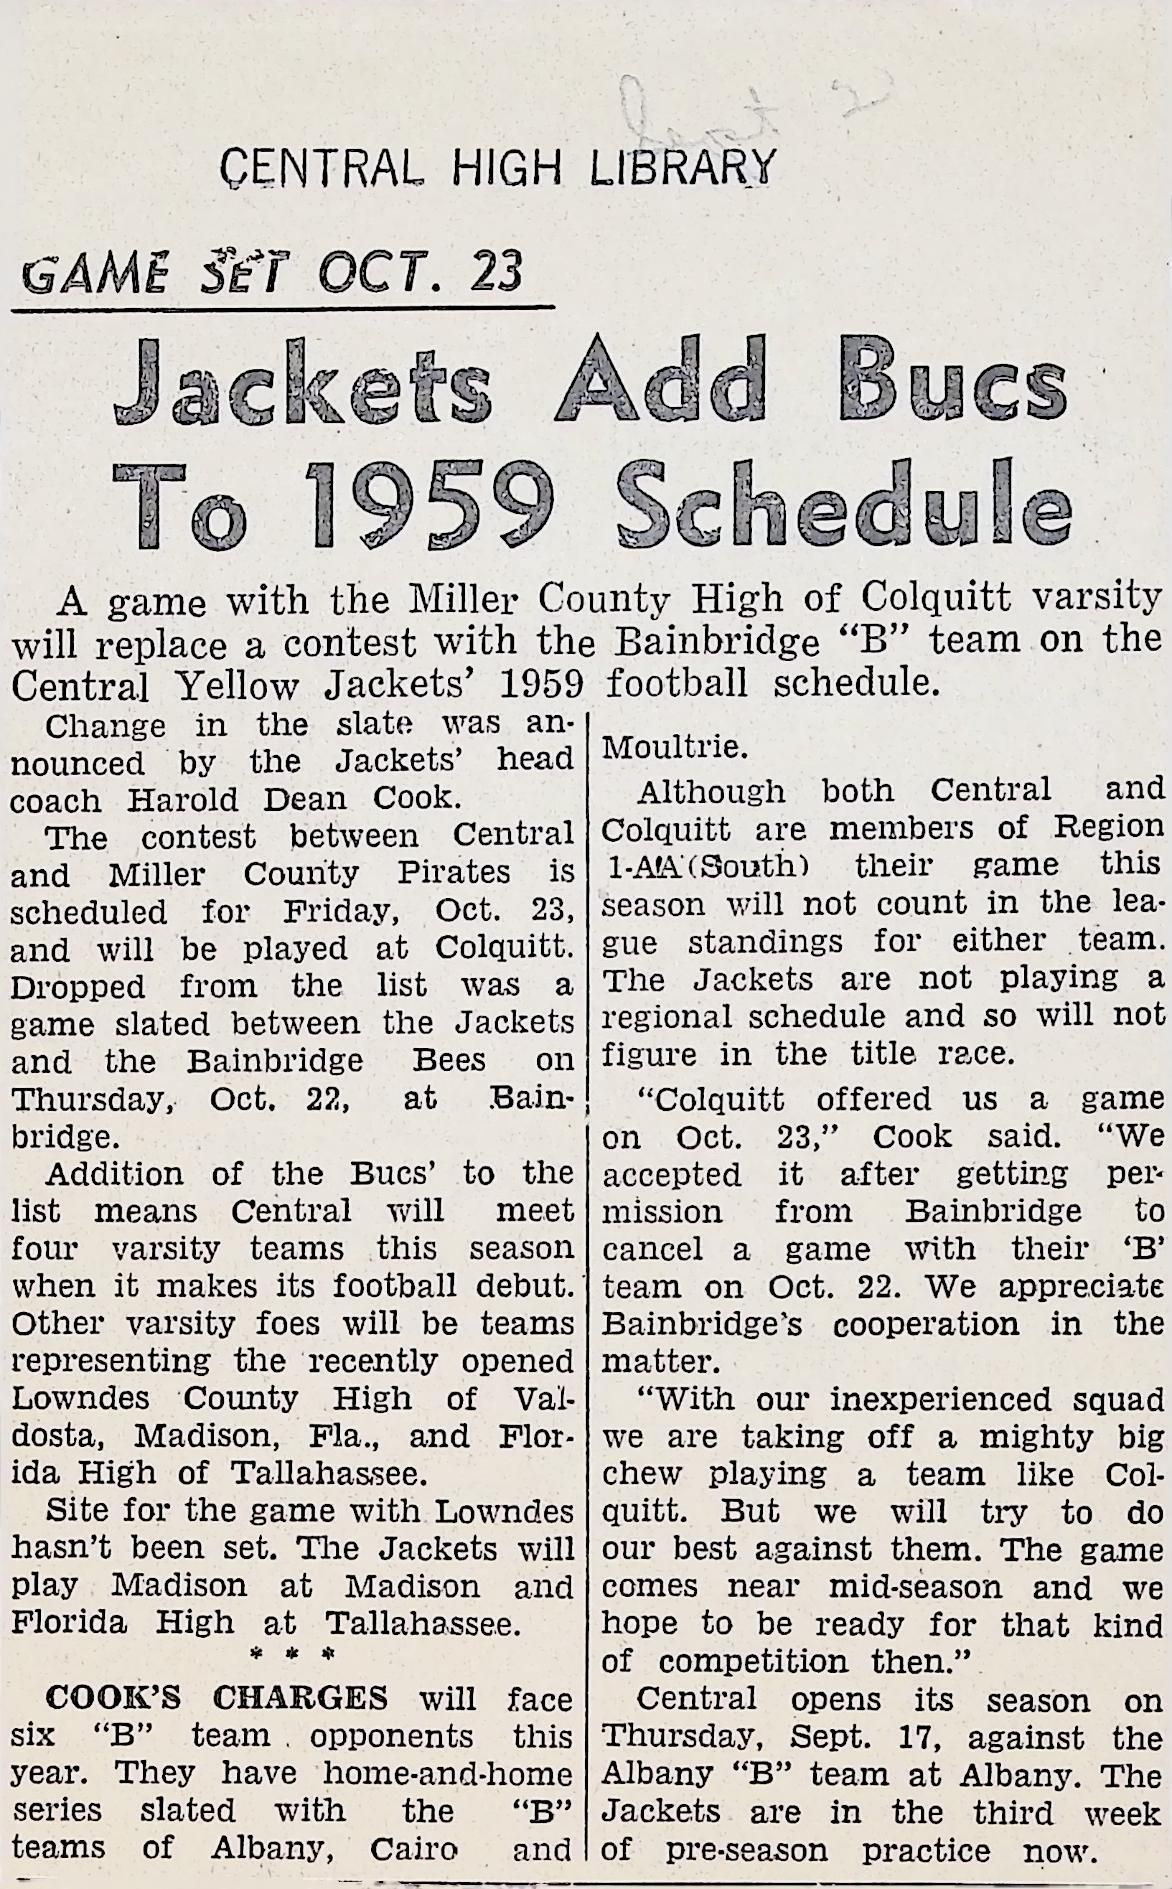 CENTRAL HIGH LIBRARY
GAME SET OCT. 23
Jackets Add Bucs
To 1959 Schedule
A game with the Miller County High of Colquitt varsity
will replace a contest with the Bainbridge “B” team on the
Central Yellow Jackets’ 1959 football schedule.
Change in the slate was an-
nounced by the Jackets’ head
coach Harold Dean Cook.
The contest between Central
and Miller County Pirates is
scheduled for Friday, Oct. 23,
and will be played at Colquitt.
Dropped from the list was a
game slated between the Jackets
and the Bainbridge Bees on
Thursday, Oct. 22, at Bain-
bridge.
Addition of the Bucs’ to the
list means Central will meet
four varsity teams this season
when it makes its football debut.
Other varsity foes will be teams
representing the recently opened
Lowndes County High of Val-
dosta, Madison, Fla., and Flor-
ida High of Tallahassee.
Site for the game with Lowndes
hasn’t been set. The Jackets will
play Madison at Madison and
Florida High at Tallahassee.
* * *
COOK’S CHARGES will face
six “B” team opponents this
year. They have home-and-home
series slated with the “B”
teams of Albany, Cairo and
Moultrie.
Although both Central and
Colquitt are members of Region
1-AA (South) their game this
season will not count in the lea-
gue standings for either team.
The Jackets are not playing a
regional schedule and so will not
figure in the title race.
“Colquitt offered us a game
on Oct. 23,” Cook said. “We
accepted it after getting per-
mission from Bainbridge to
cancel a game with their ‘B’
team on Oct. 22. We appreciate
Bainbridge’s cooperation in the
matter.
“With our inexperienced squad
we are taking off a mighty big
chew playing a team like Col-
quitt. But we will try to do
our best against them. The game
comes near mid-season and we
hope to be ready for that kind
of competition then.”
Central opens its season on
Thursday, Sept. 17, against the
Albany “B” team at Albany. The
Jackets are in the third week
of pre-season practice now.